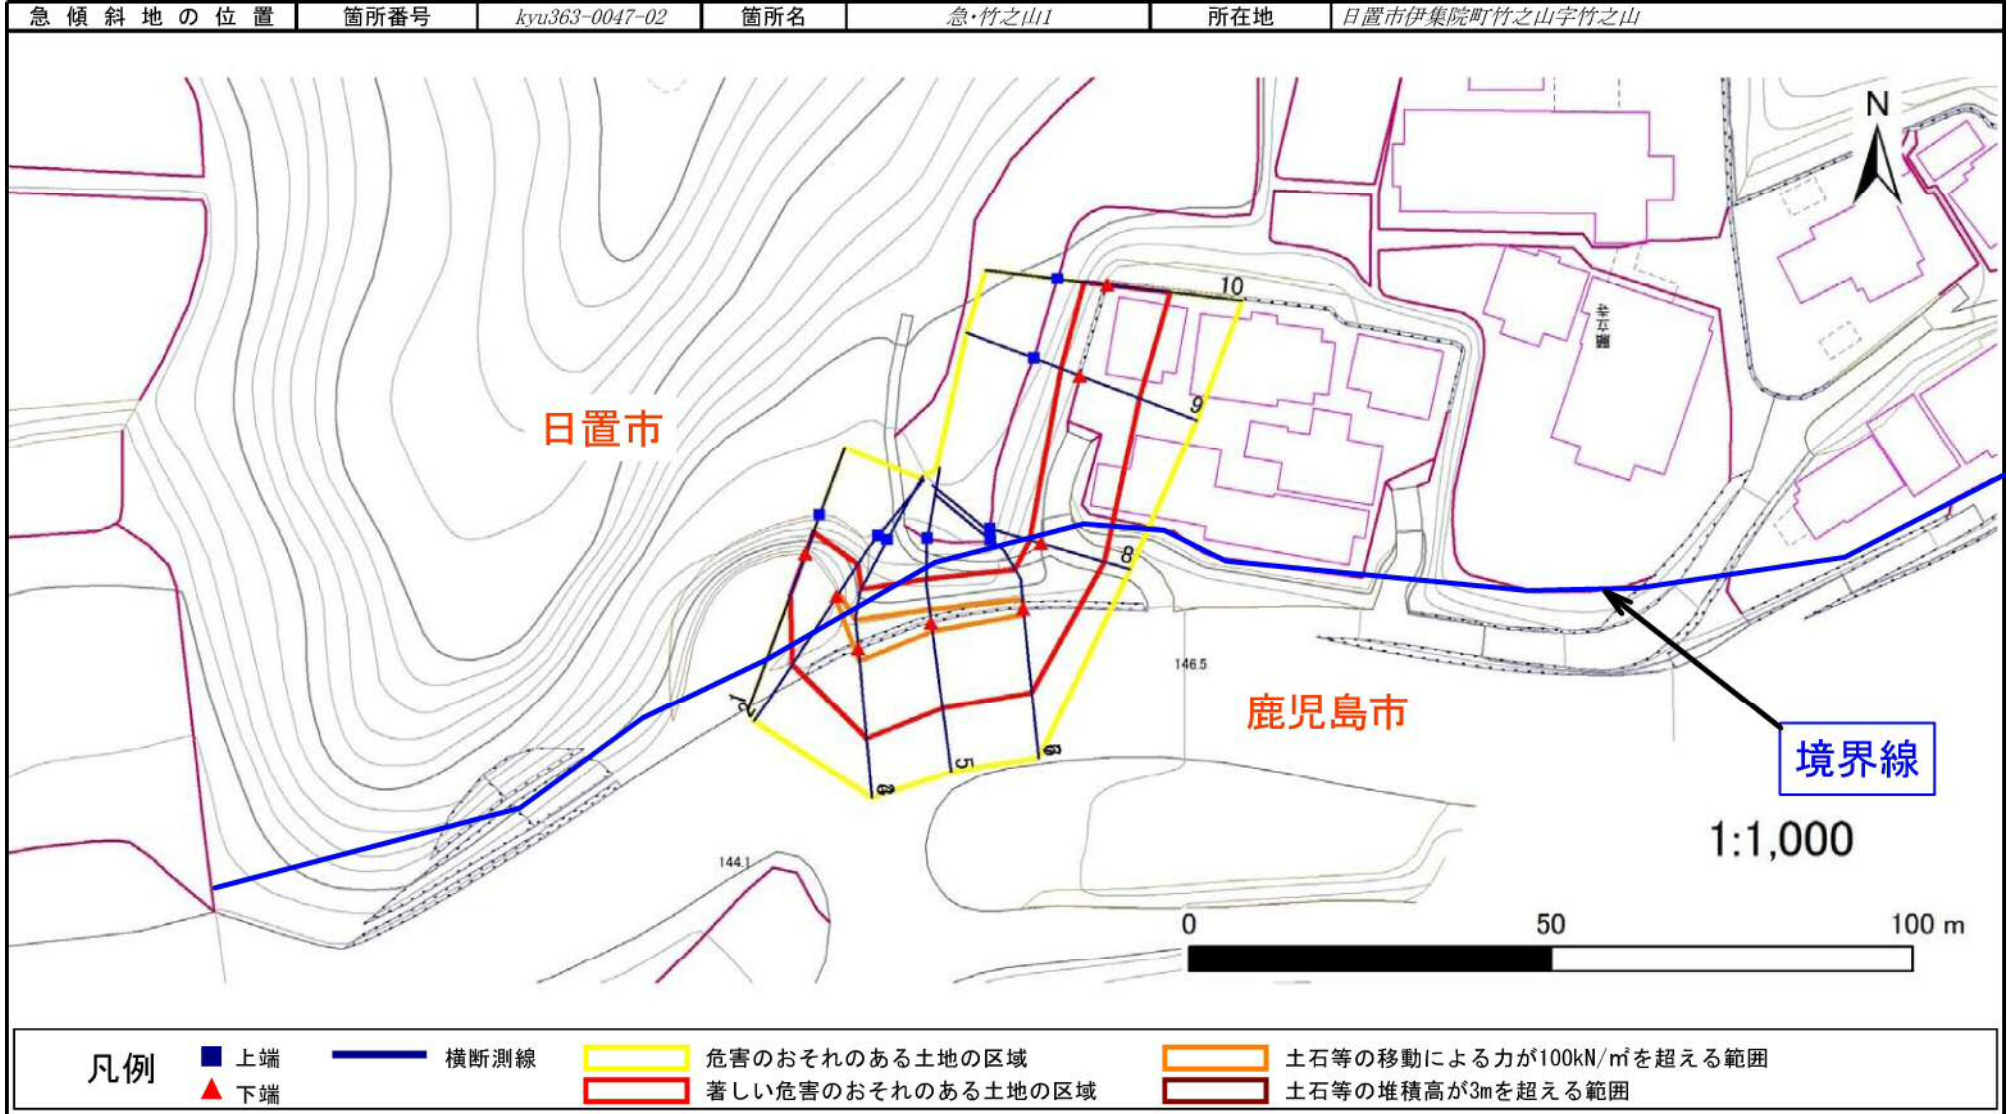 急傾斜地の位置 箇所番号 kyu363-0047-02 箇所名 急・竹之山1 所在地 日置市伊集院町竹之山字竹之山
N
10
9
日置市
8
146.5
1
2
鹿児島市
6
5
3
境界線
144.1
1:1,000
0 50 100 m
凡例
上端 横断測線 危害のおそれのある土地の区域 土石等の移動による力が100kN/㎡を超える範囲
下端 著しい危害のおそれのある土地の区域 土石等の堆積高が3mを超える範囲